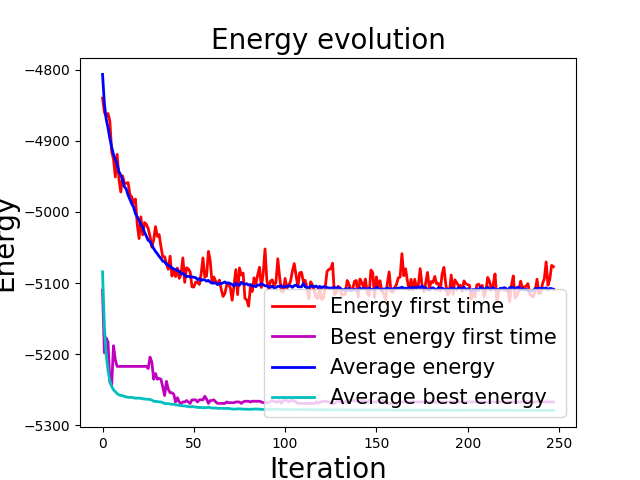 Energy evolution
Energy
−4800
−4900
−5000
−5100
−5200
−5300
0 50 100 150 200 250
Iteration
Energy first time
Best energy first time
Average energy
Average best energy